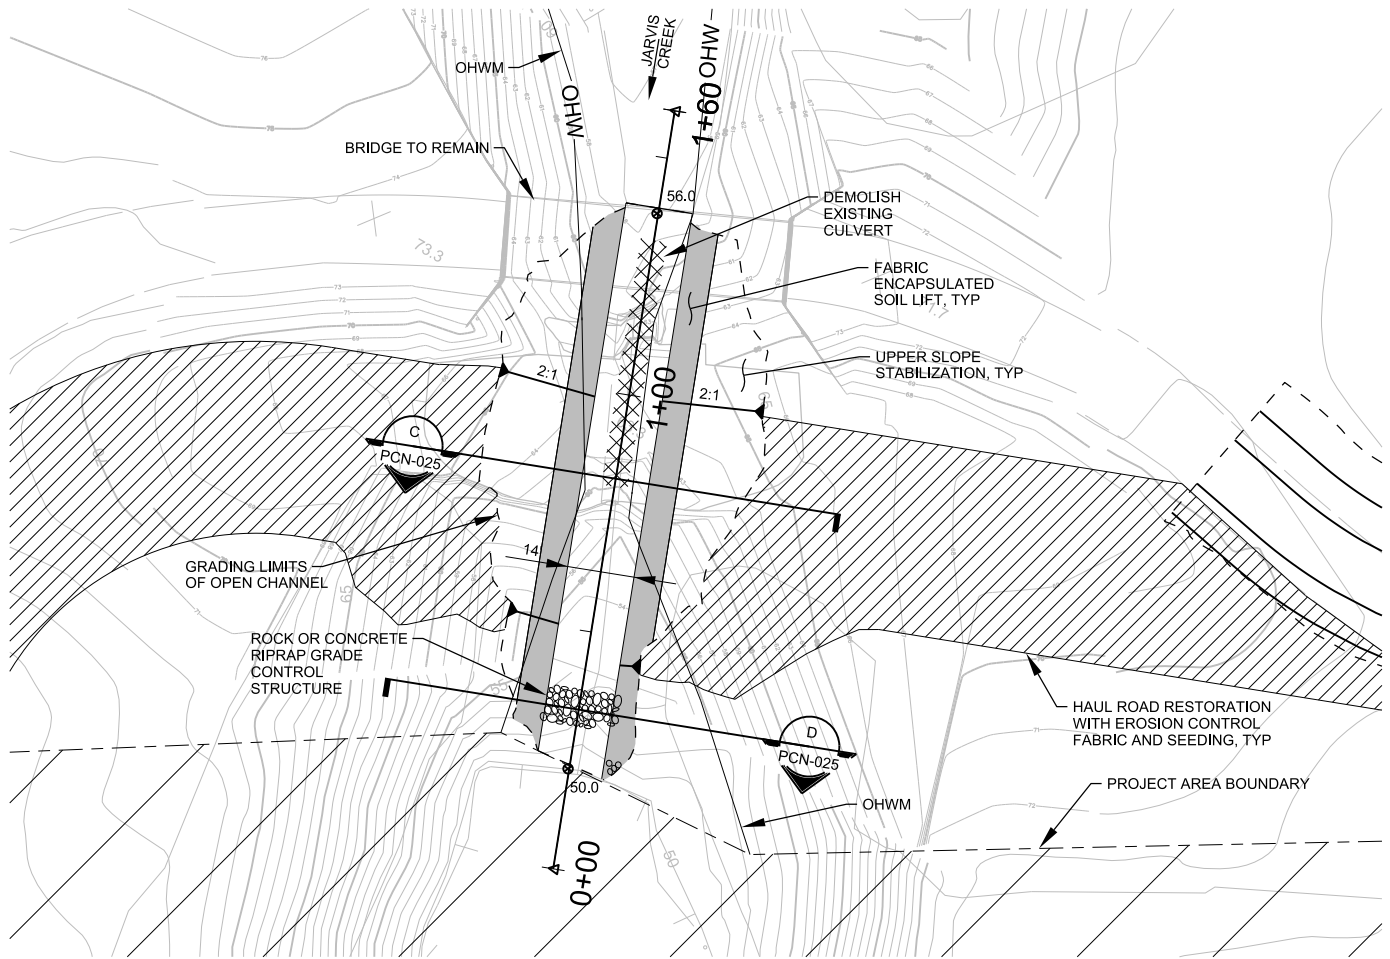 JARVIS
CREEK
OHWM
OHW
OHW
1+60
BRIDGE TO REMAIN
56.0
DEMOLISH
EXISTING
CULVERT
73.3
FABRIC
ENCAPSULATED
SOIL LIFT, TYP
UPPER SLOPE
STABILIZATION, TYP
2:1
2:1
1+00
C
PCN-025
14'
GRADING LIMITS
OF OPEN CHANNEL
65
ROCK OR CONCRETE
RIPRAP GRADE
CONTROL
STRUCTURE
55
HAUL ROAD RESTORATION
WITH EROSION CONTROL
FABRIC AND SEEDING, TYP
D
PCN-025
PROJECT AREA BOUNDARY
50.0
OHWM
50
0+00